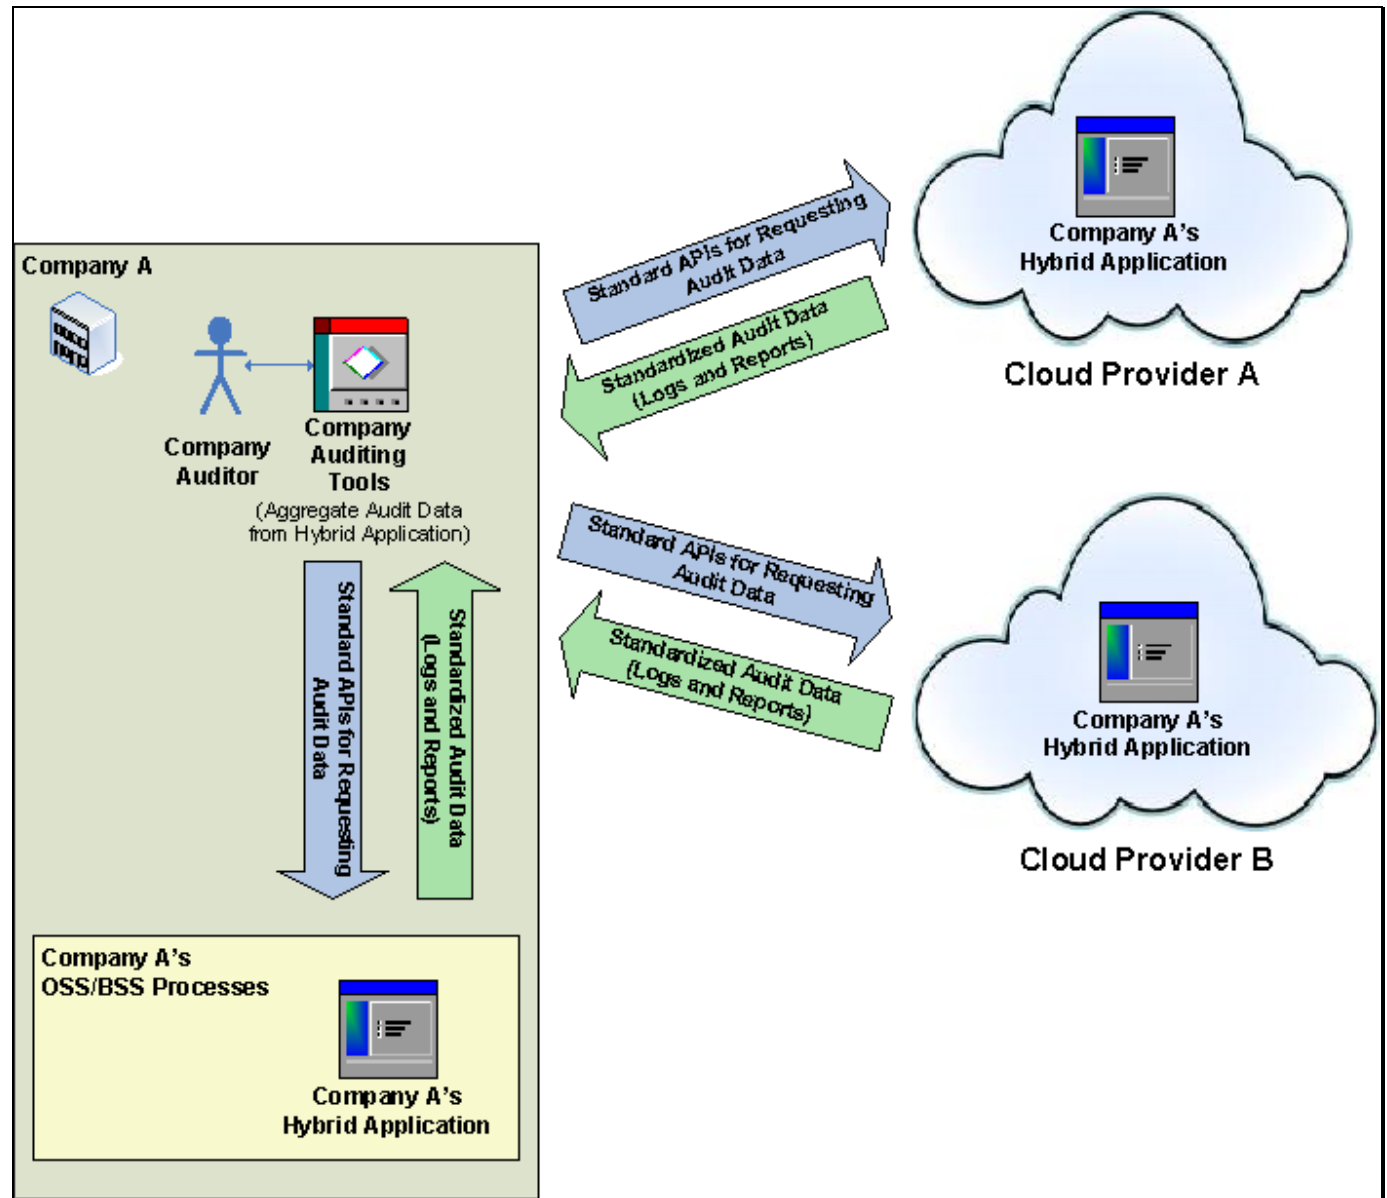 Company A
Company
Auditor
Company
Auditing
Tools
(Aggregate Audit Data
from Hybrid Application)
Standard APIs for Requesting
Audit Data
Standardized Audit Data
(Logs and Reports)
Company A's
OSS/BSS Processes
Company A's
Hybrid Application
Standard APIs for Requesting
Audit Data
Standardized Audit Data
(Logs and Reports)
Company A's
Hybrid Application
Cloud Provider A
Standard APIs for Requesting
Audit Data
Standardized Audit Data
(Logs and Reports)
Company A's
Hybrid Application
Cloud Provider B